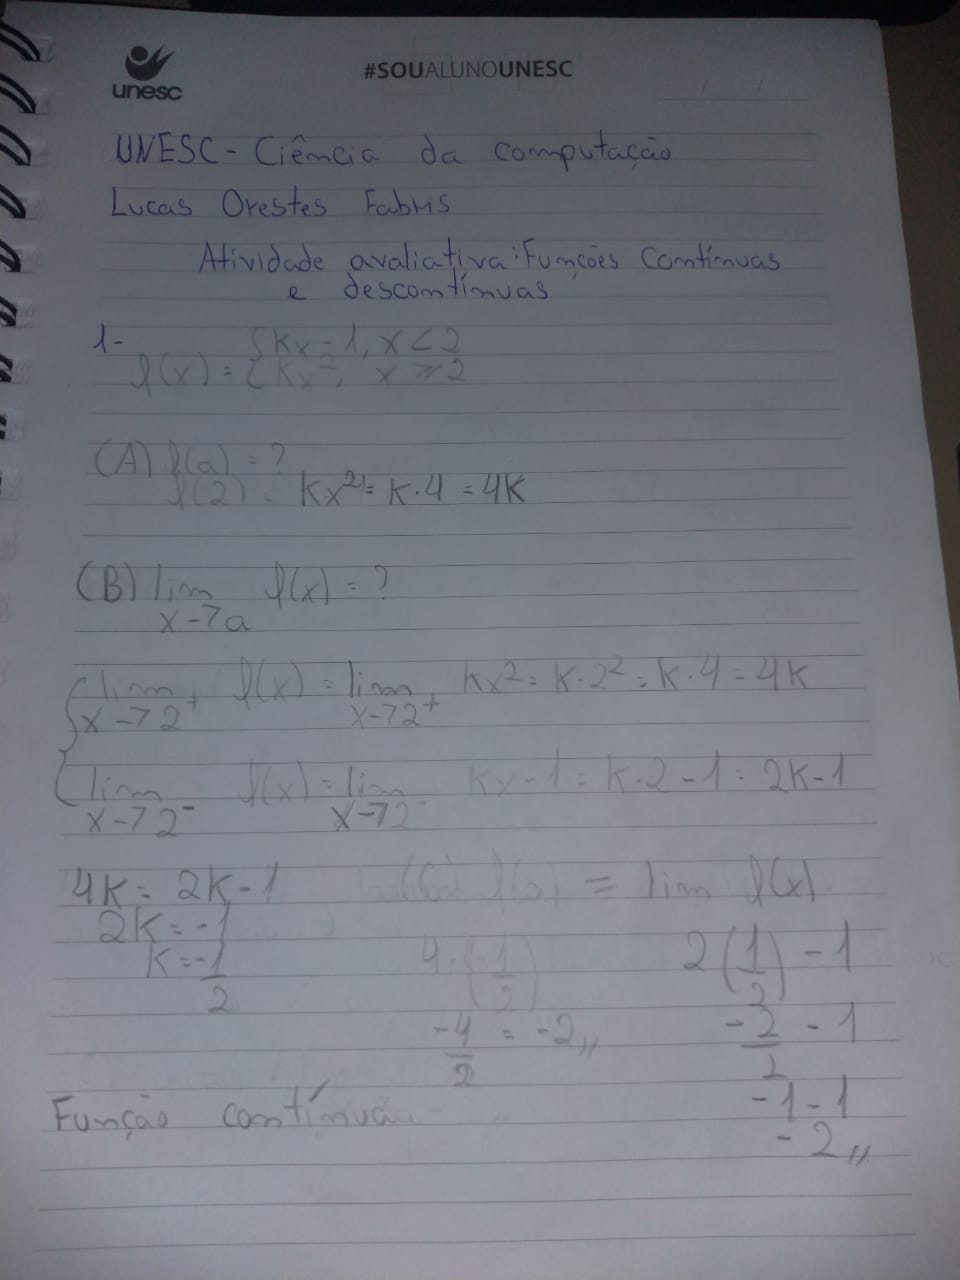 unesc
#SOUALUNOUNESC
UNESC - Ciência da computação
Lucas Orestes Fabris
Atividade avaliativa: Funções Contínuas
e descontínuas
1-
f(x) = { kx - 1, x < 2
{ kx², x ≥ 2
(A) f(a) = ?
f(2) = kx² = k·4 = 4k
(B) lim f(x) = ?
x→a
lim f(x) = lim kx² = k·2² = k·4 = 4k
x→2⁺ x→2⁺
lim f(x) = lim kx - 1 = k·2 - 1 = 2k - 1
x→2⁻ x→2⁻
4k = 2k - 1 (C) f(a) = lim f(x)
2k = -1
k = -1/2 4·(-1/2) 2(1/2) - 1
-4/2 = -2,, -2/2 - 1
Função contínua
-1 - 1
-2,,